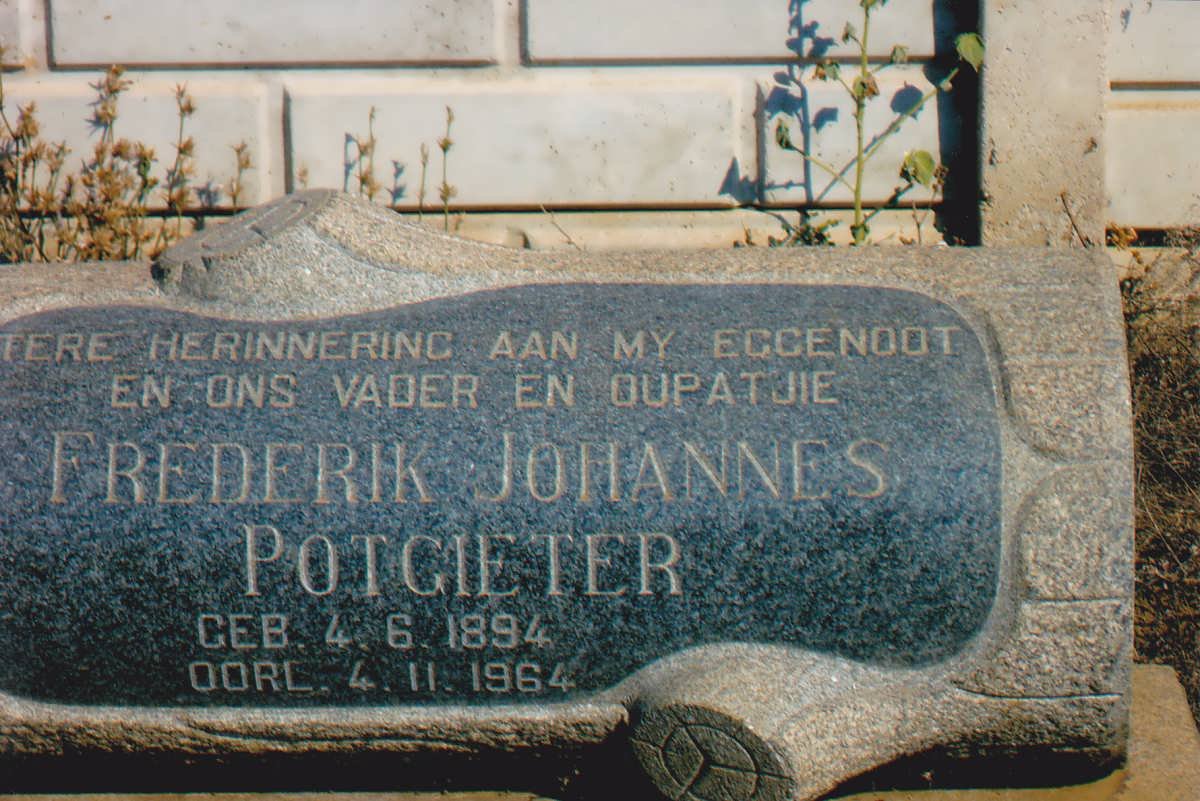 TERE HERINNERING AAN MY EGGENOOT
EN ONS VADER EN OUPATJIE
FREDERIK JOHANNES
POTGIETER
GEB. 4. 6. 1894
OORL. 4. 11. 1964